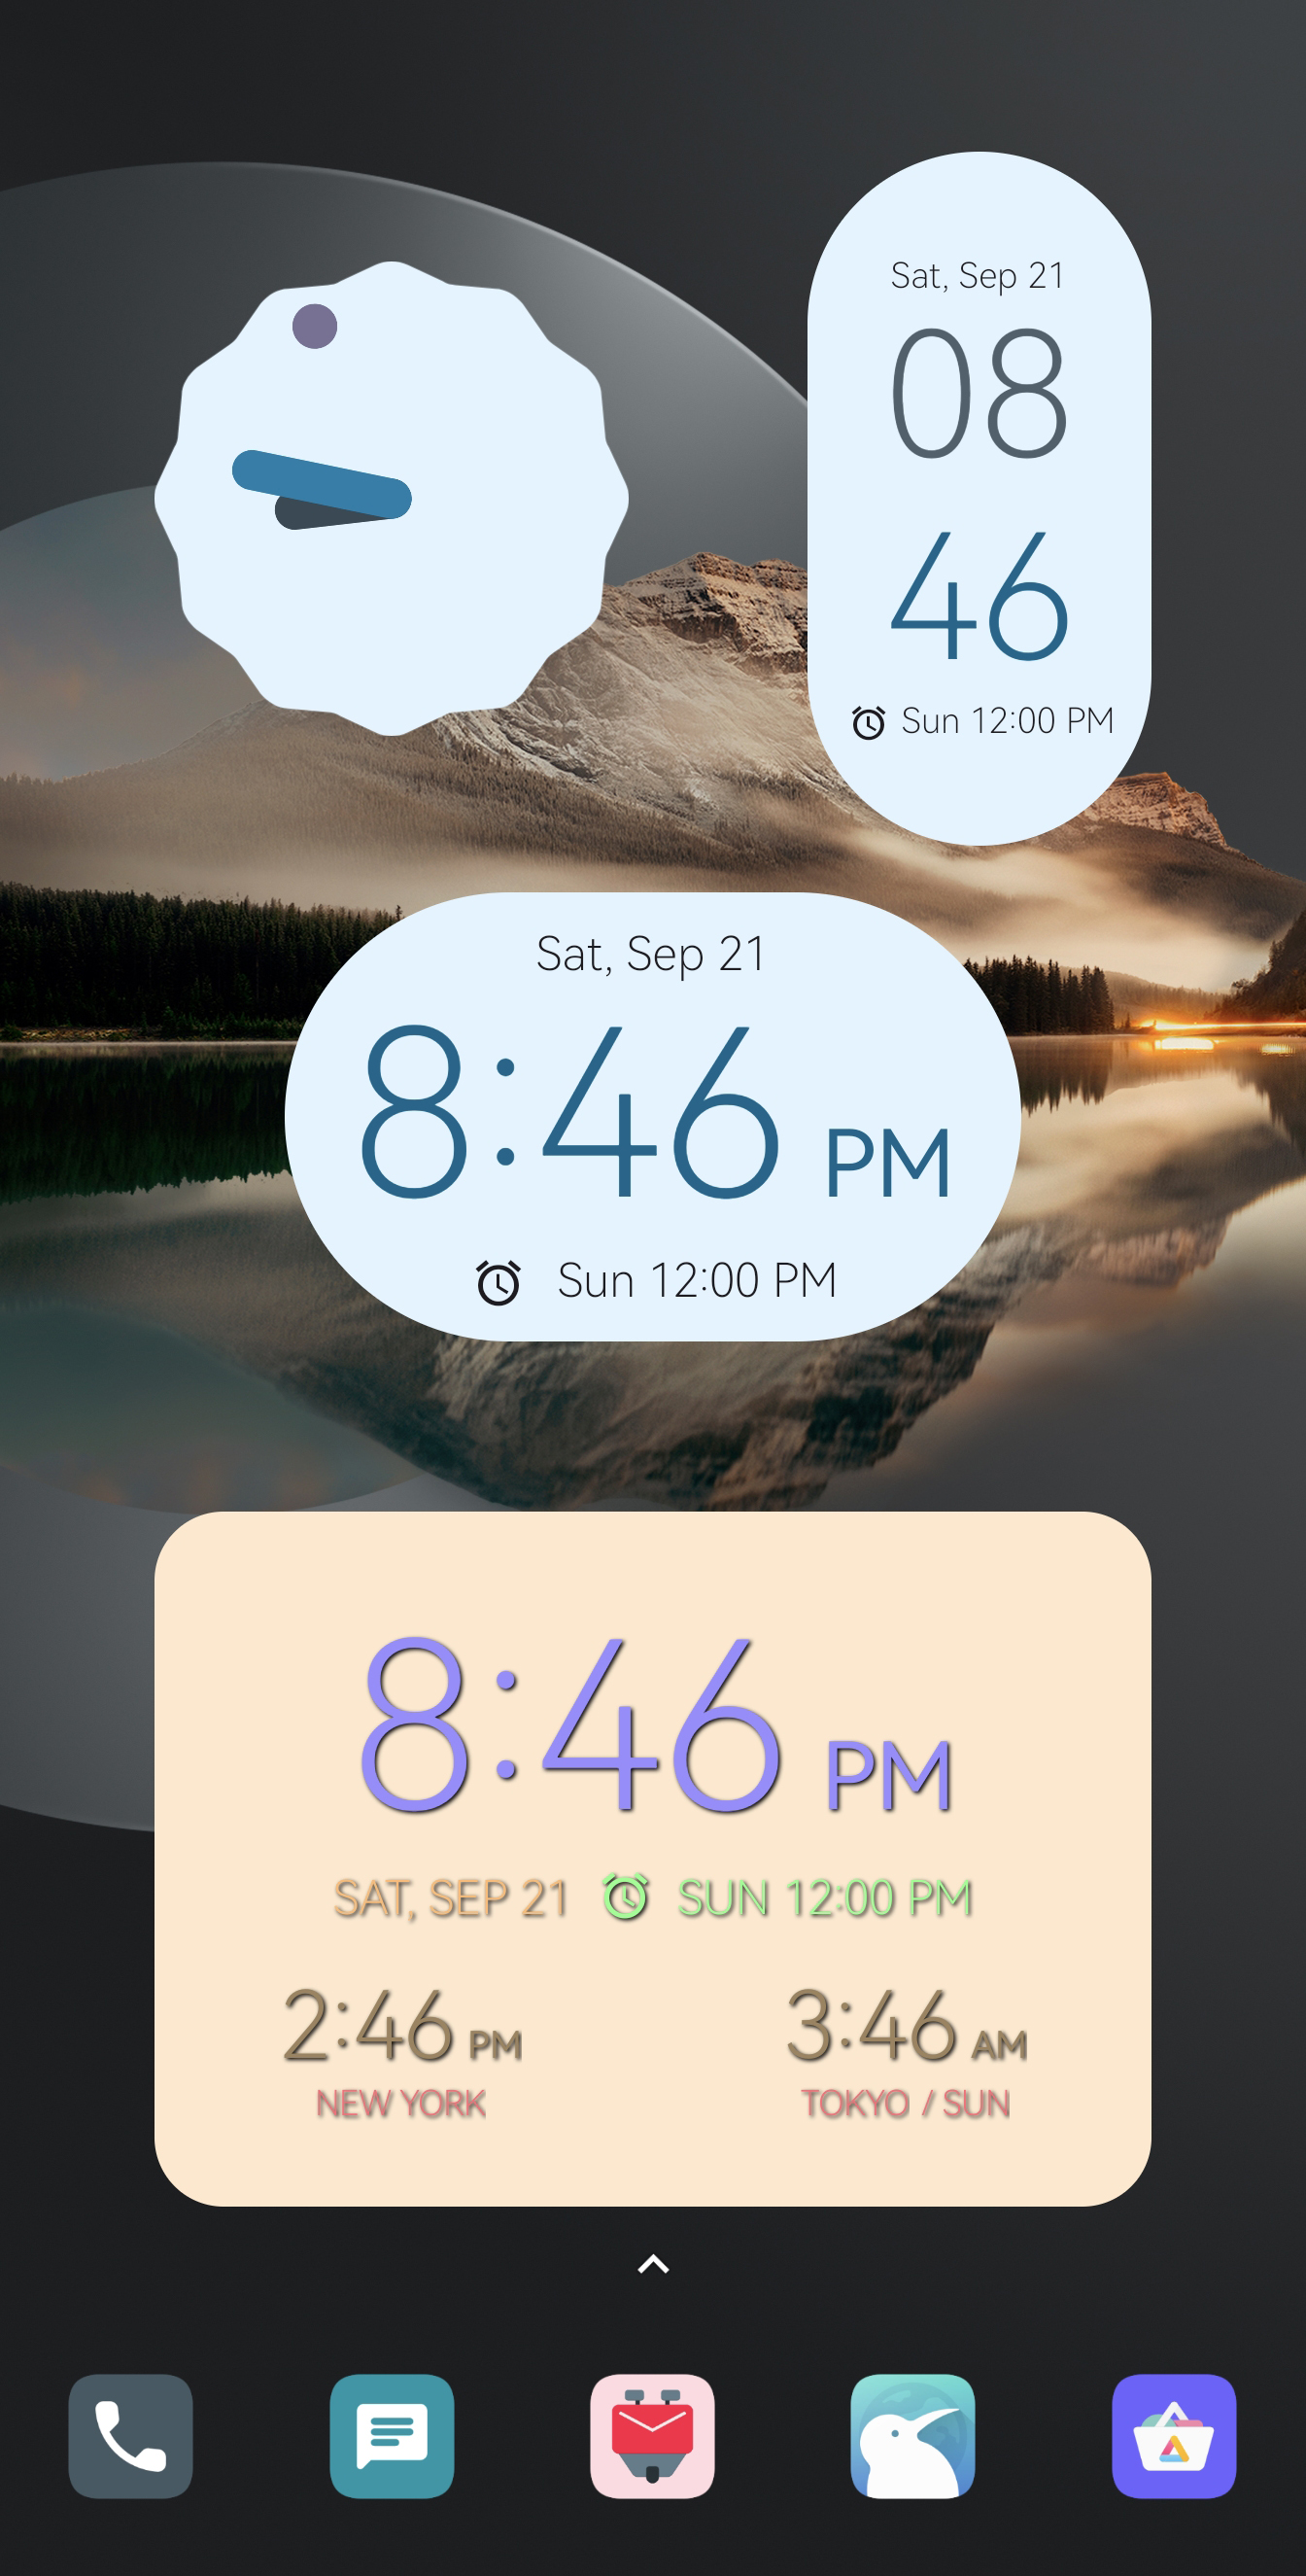 Sat, Sep 21
08
46
Sun 12:00 PM
Sat, Sep 21
8:46 PM
Sun 12:00 PM
8:46 PM
SAT, SEP 21 SUN 12:00 PM
2:46 PM 3:46 AM
NEW YORK TOKYO / SUN